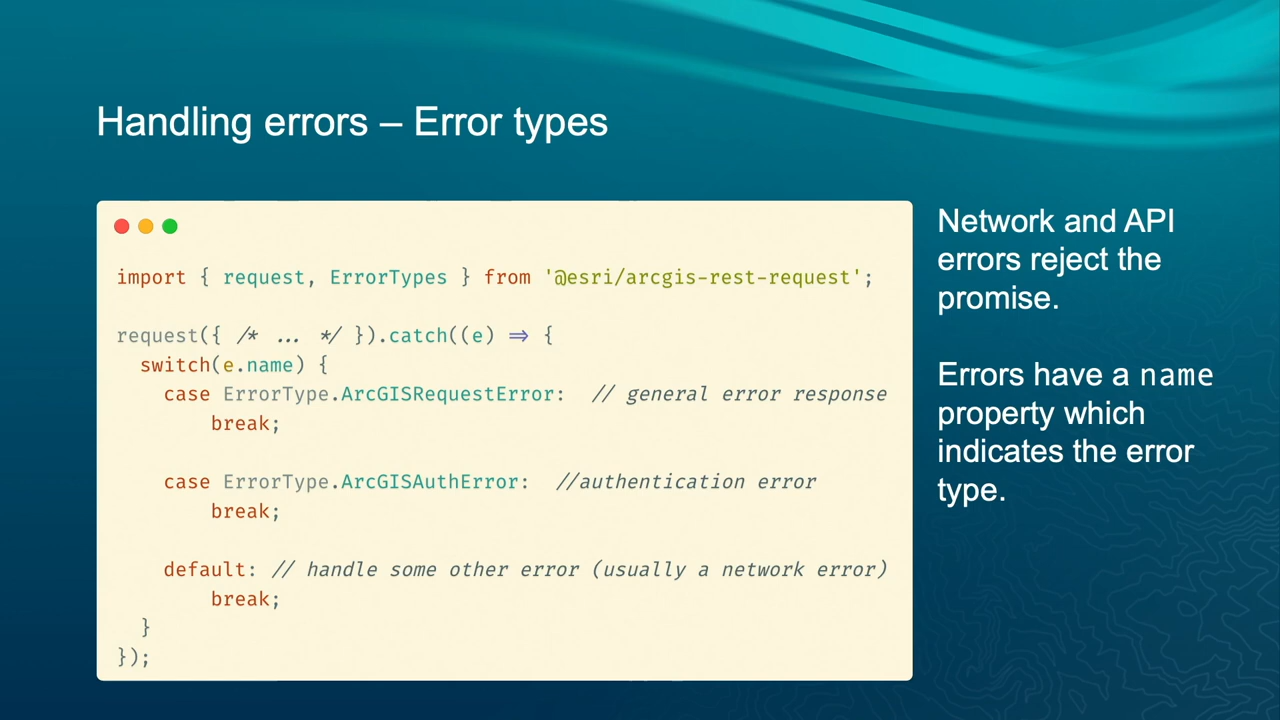 Handling errors – Error types
import { request, ErrorTypes } from '@esri/arcgis-rest-request';
request({ /* ... */ }).catch((e) => {
  switch(e.name) {
    case ErrorType.ArcGISRequestError:  // general error response
        break;
    case ErrorType.ArcGISAuthError:  //authentication error
        break;
    default: // handle some other error (usually a network error)
        break;
  }
});
Network and API
errors reject the
promise.
Errors have a name
property which
indicates the error
type.